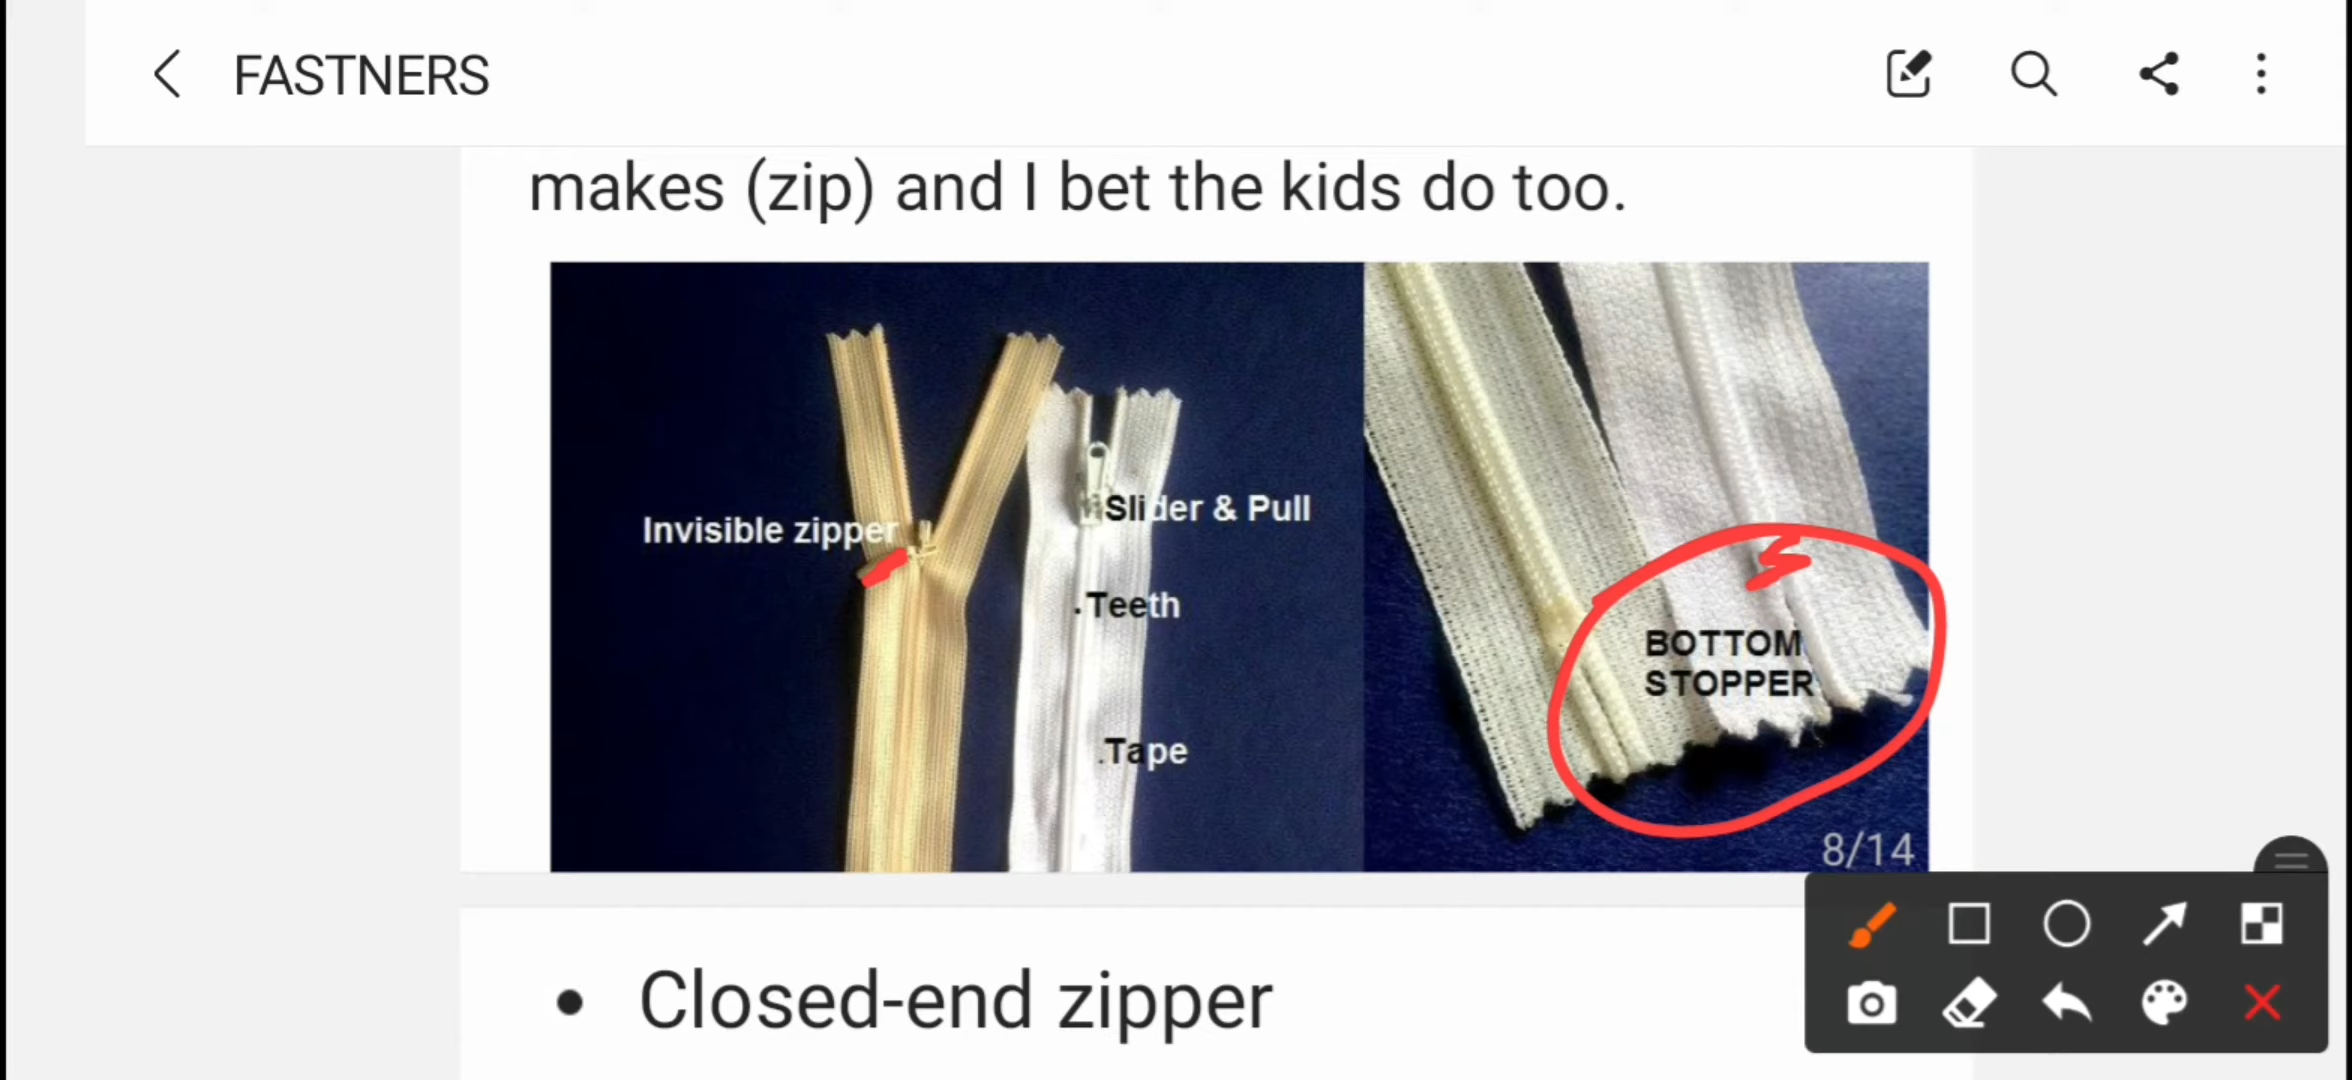 FASTNERS
makes (zip) and I bet the kids do too.
Invisible zipper
Slider & Pull
.Teeth
.Tape
BOTTOM
STOPPER
8/14
• Closed-end zipper